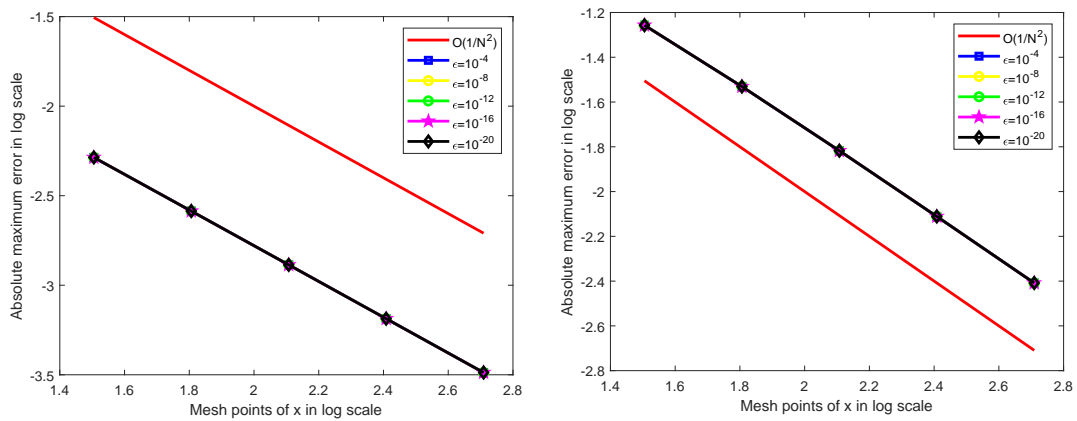 -1.5
-2
-2.5
-3
-3.5
1.4 1.6 1.8 2 2.2 2.4 2.6 2.8
Mesh points of x in log scale
Absolute maximum error in log scale
O(1/N²)
ϵ=10⁻⁴
ϵ=10⁻⁸
ϵ=10⁻¹²
ϵ=10⁻¹⁶
ϵ=10⁻²⁰
-1.2
-1.4
-1.6
-1.8
-2
-2.2
-2.4
-2.6
-2.8
1.4 1.6 1.8 2 2.2 2.4 2.6 2.8
Mesh points of x in log scale
Absolute maximum error in log scale
O(1/N²)
ϵ=10⁻⁴
ϵ=10⁻⁸
ϵ=10⁻¹²
ϵ=10⁻¹⁶
ϵ=10⁻²⁰